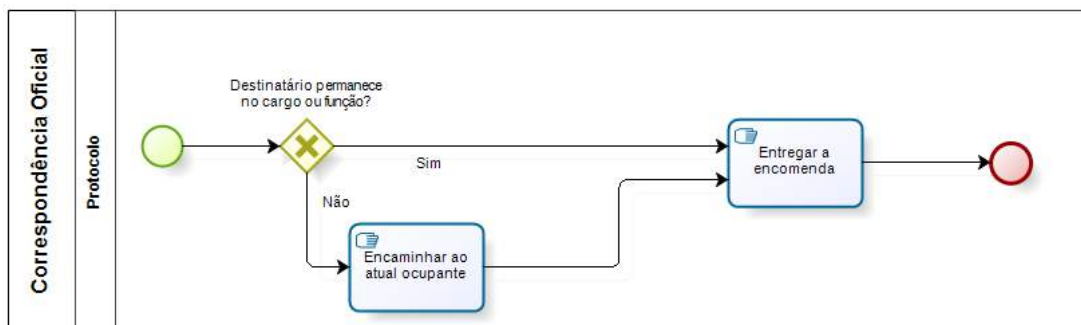 Correspondência Oficial
Protocolo
Destinatário permanece
no cargo ou função?
Sim
Não
Encaminhar ao
atual ocupante
Entregar a
encomenda